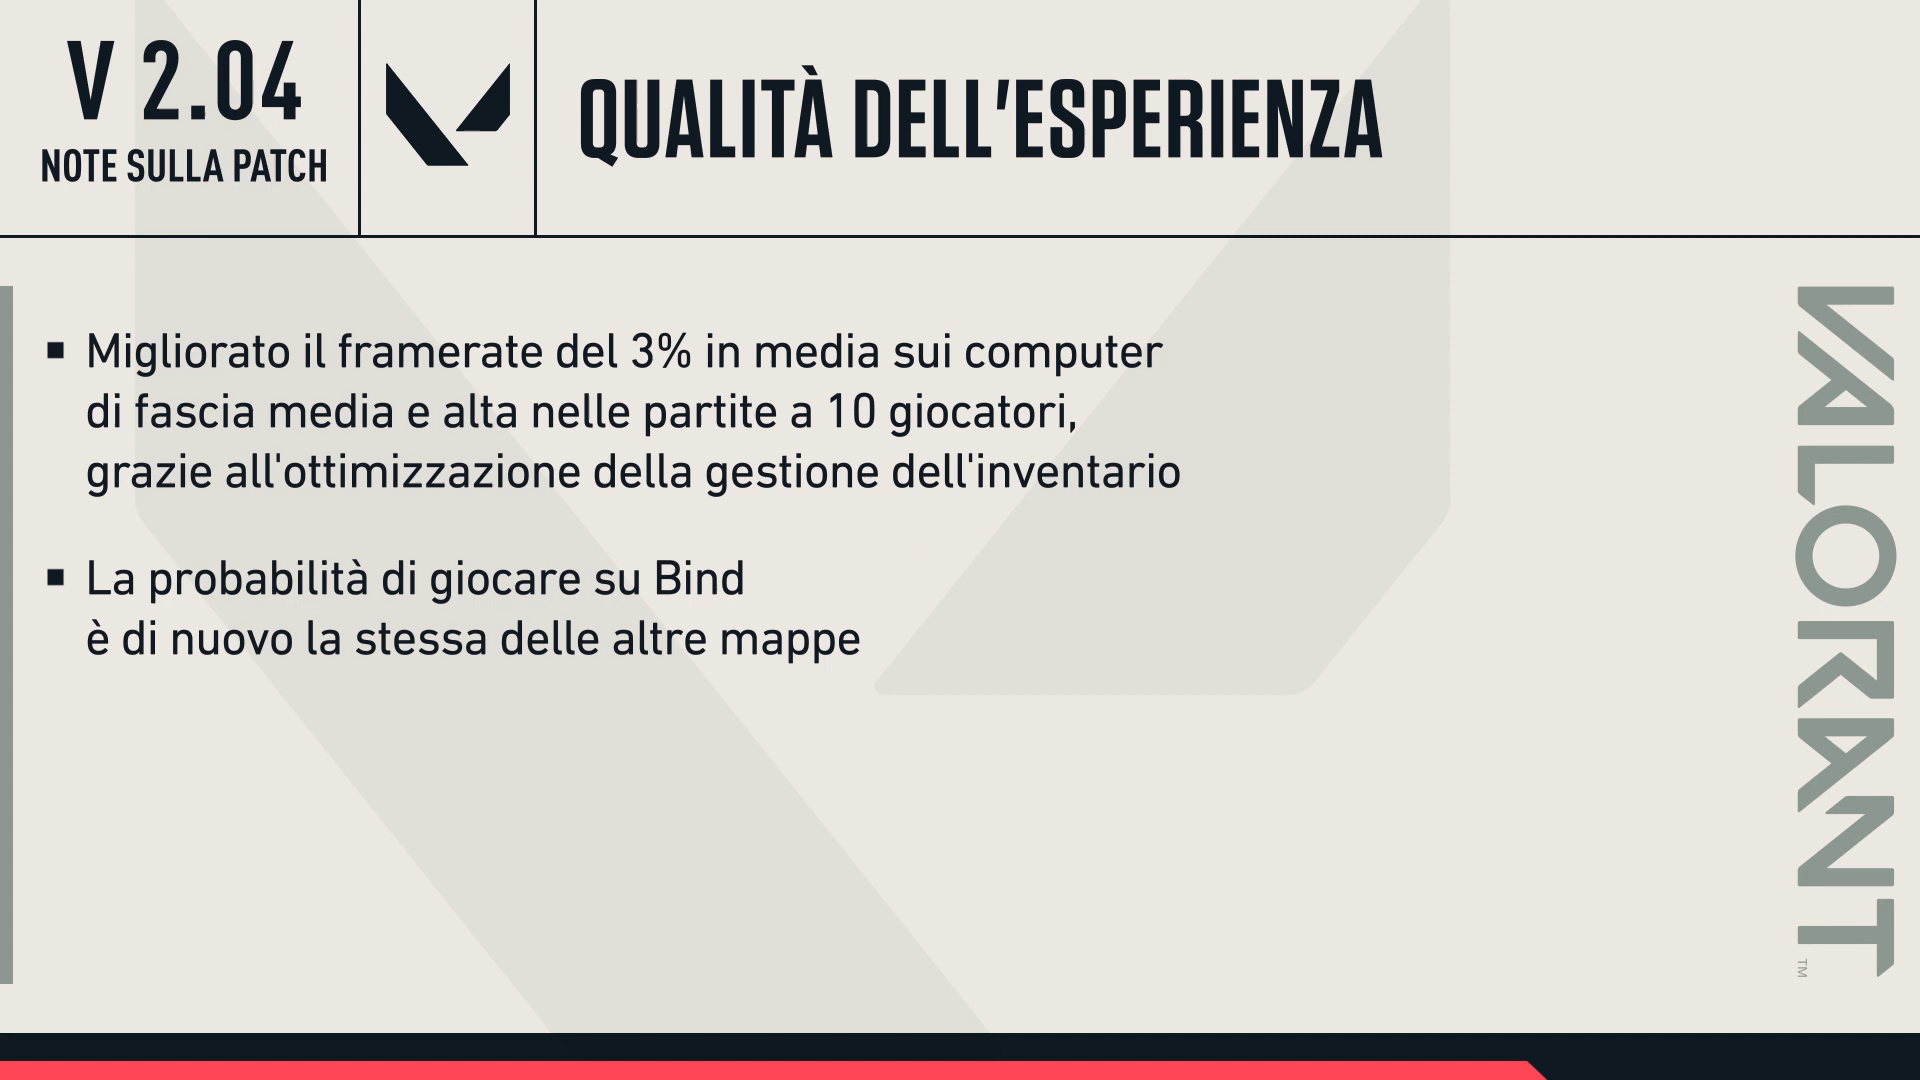 V 2.04
NOTE SULLA PATCH
QUALITÀ DELL'ESPERIENZA
▪ Migliorato il framerate del 3% in media sui computer
di fascia media e alta nelle partite a 10 giocatori,
grazie all'ottimizzazione della gestione dell'inventario
▪ La probabilità di giocare su Bind
è di nuovo la stessa delle altre mappe
VALORANT™